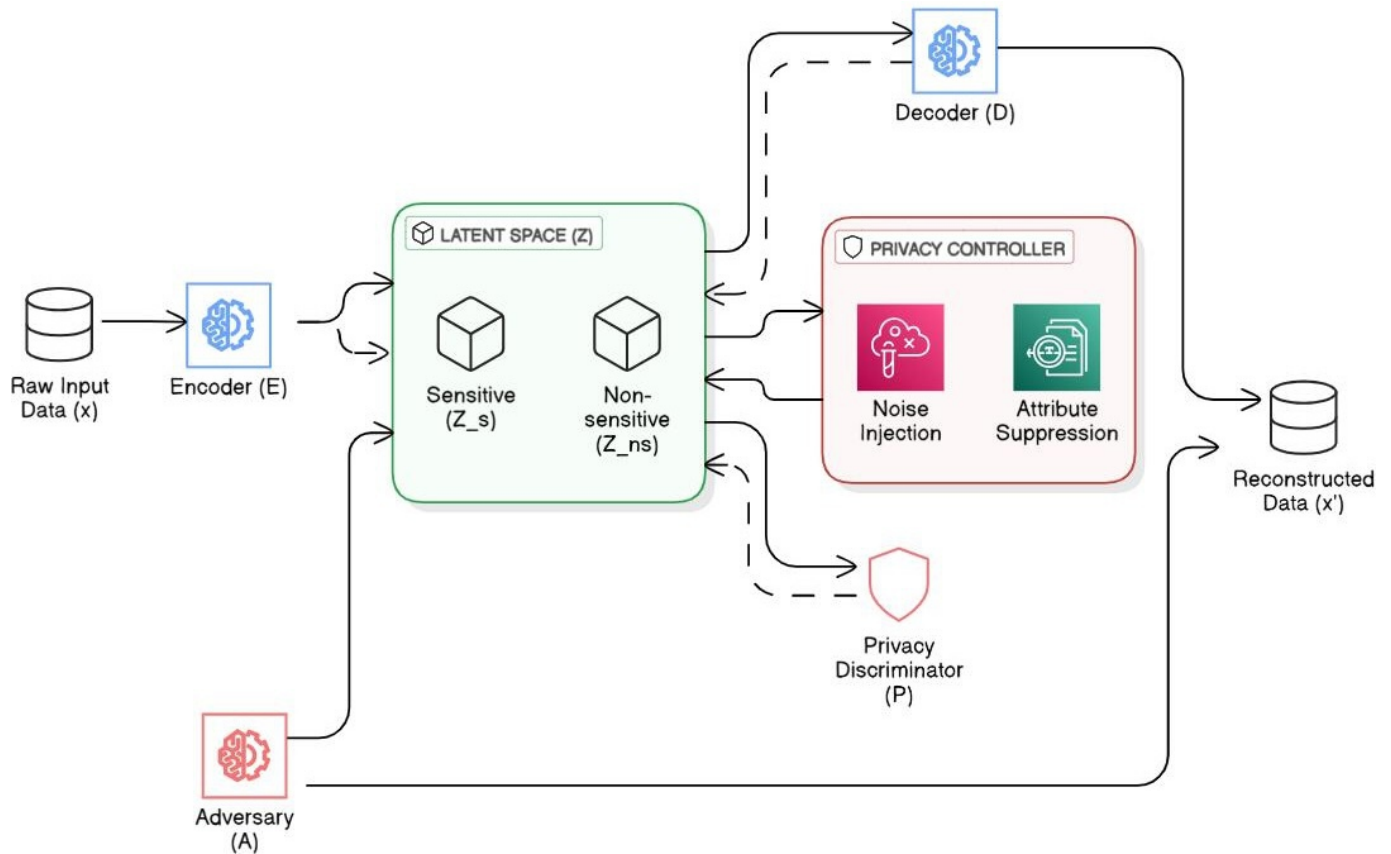 Decoder (D)
LATENT SPACE (Z)
PRIVACY CONTROLLER
Raw Input
Data (x)
Encoder (E)
Sensitive
(Z_s)
Non-
sensitive
(Z_ns)
Noise
Injection
Attribute
Suppression
Reconstructed
Data (x')
Privacy
Discriminator
(P)
Adversary
(A)